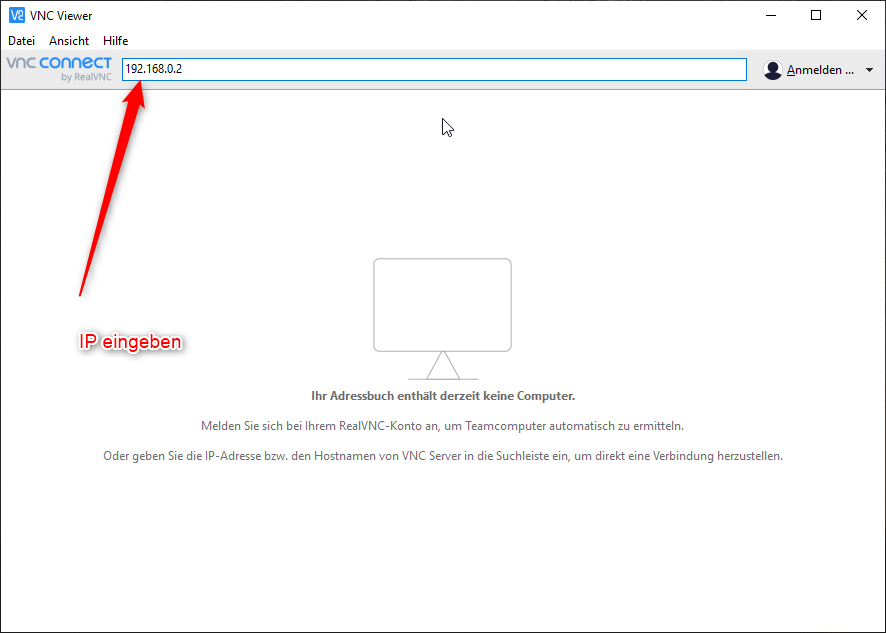 VNC Viewer
Datei Ansicht Hilfe
vnc connect
by RealVNC
192.168.0.2
Anmelden ...
IP eingeben
Ihr Adressbuch enthält derzeit keine Computer.
Melden Sie sich bei Ihrem RealVNC-Konto an, um Teamcomputer automatisch zu ermitteln.
Oder geben Sie die IP-Adresse bzw. den Hostnamen von VNC Server in die Suchleiste ein, um direkt eine Verbindung herzustellen.